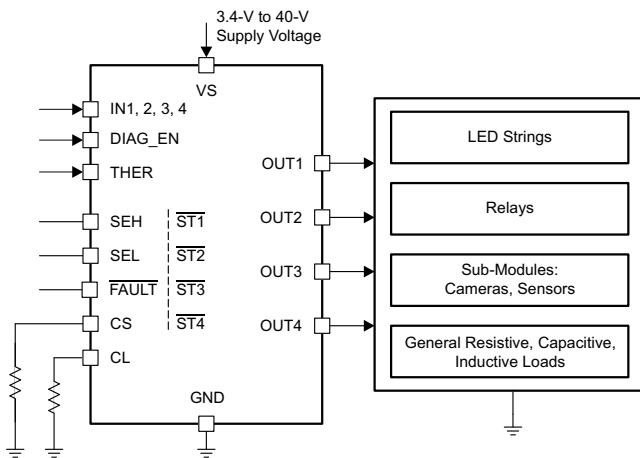 3.4-V to 40-V
Supply Voltage
VS
IN1, 2, 3, 4
DIAG_EN
THER
SEH
ST1
SEL
ST2
FAULT
ST3
CS
ST4
CL
GND
OUT1
OUT2
OUT3
OUT4
LED Strings
Relays
Sub-Modules:
Cameras, Sensors
General Resistive, Capacitive,
Inductive Loads